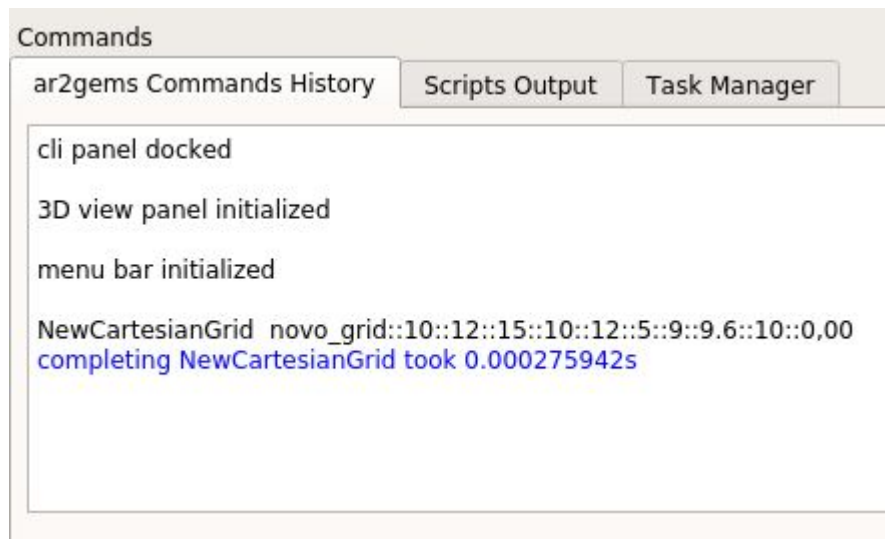 Commands
ar2gems Commands History Scripts Output Task Manager
cli panel docked
3D view panel initialized
menu bar initialized
NewCartesianGrid  novo_grid::10::12::15::10::12::5::9::9.6::10::0,00
completing NewCartesianGrid took 0.000275942s